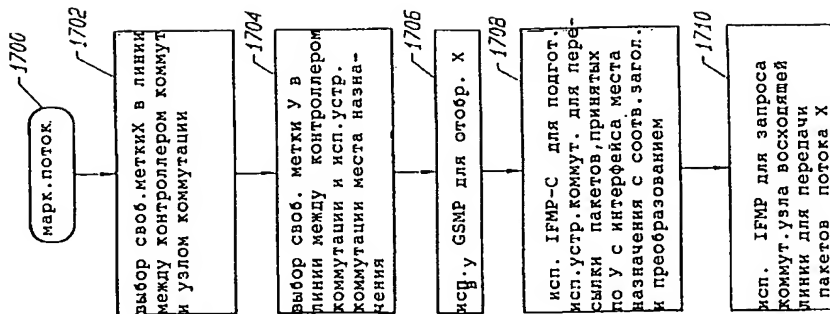 1700
марк.поток
1702
выбор своб.меткиХ в линии
между контроллером коммут
и узлом коммутации
1704
выбор своб. метки У в
линии между контроллером
коммутации и исп.устр.
коммутации места назна-
чения
1706
исп. GSMP для отобр. X
в у
1708
исп. IFMP-C для подгот.
исп.устр.коммут. для пере-
сылки пакетов,принятых
по У с интерфейса места
назначения с соотв.загол.
и преобразованием
1710
исп. IFMP для запроса
коммут.узла восходящей
линии для передачи
пакетов потока X